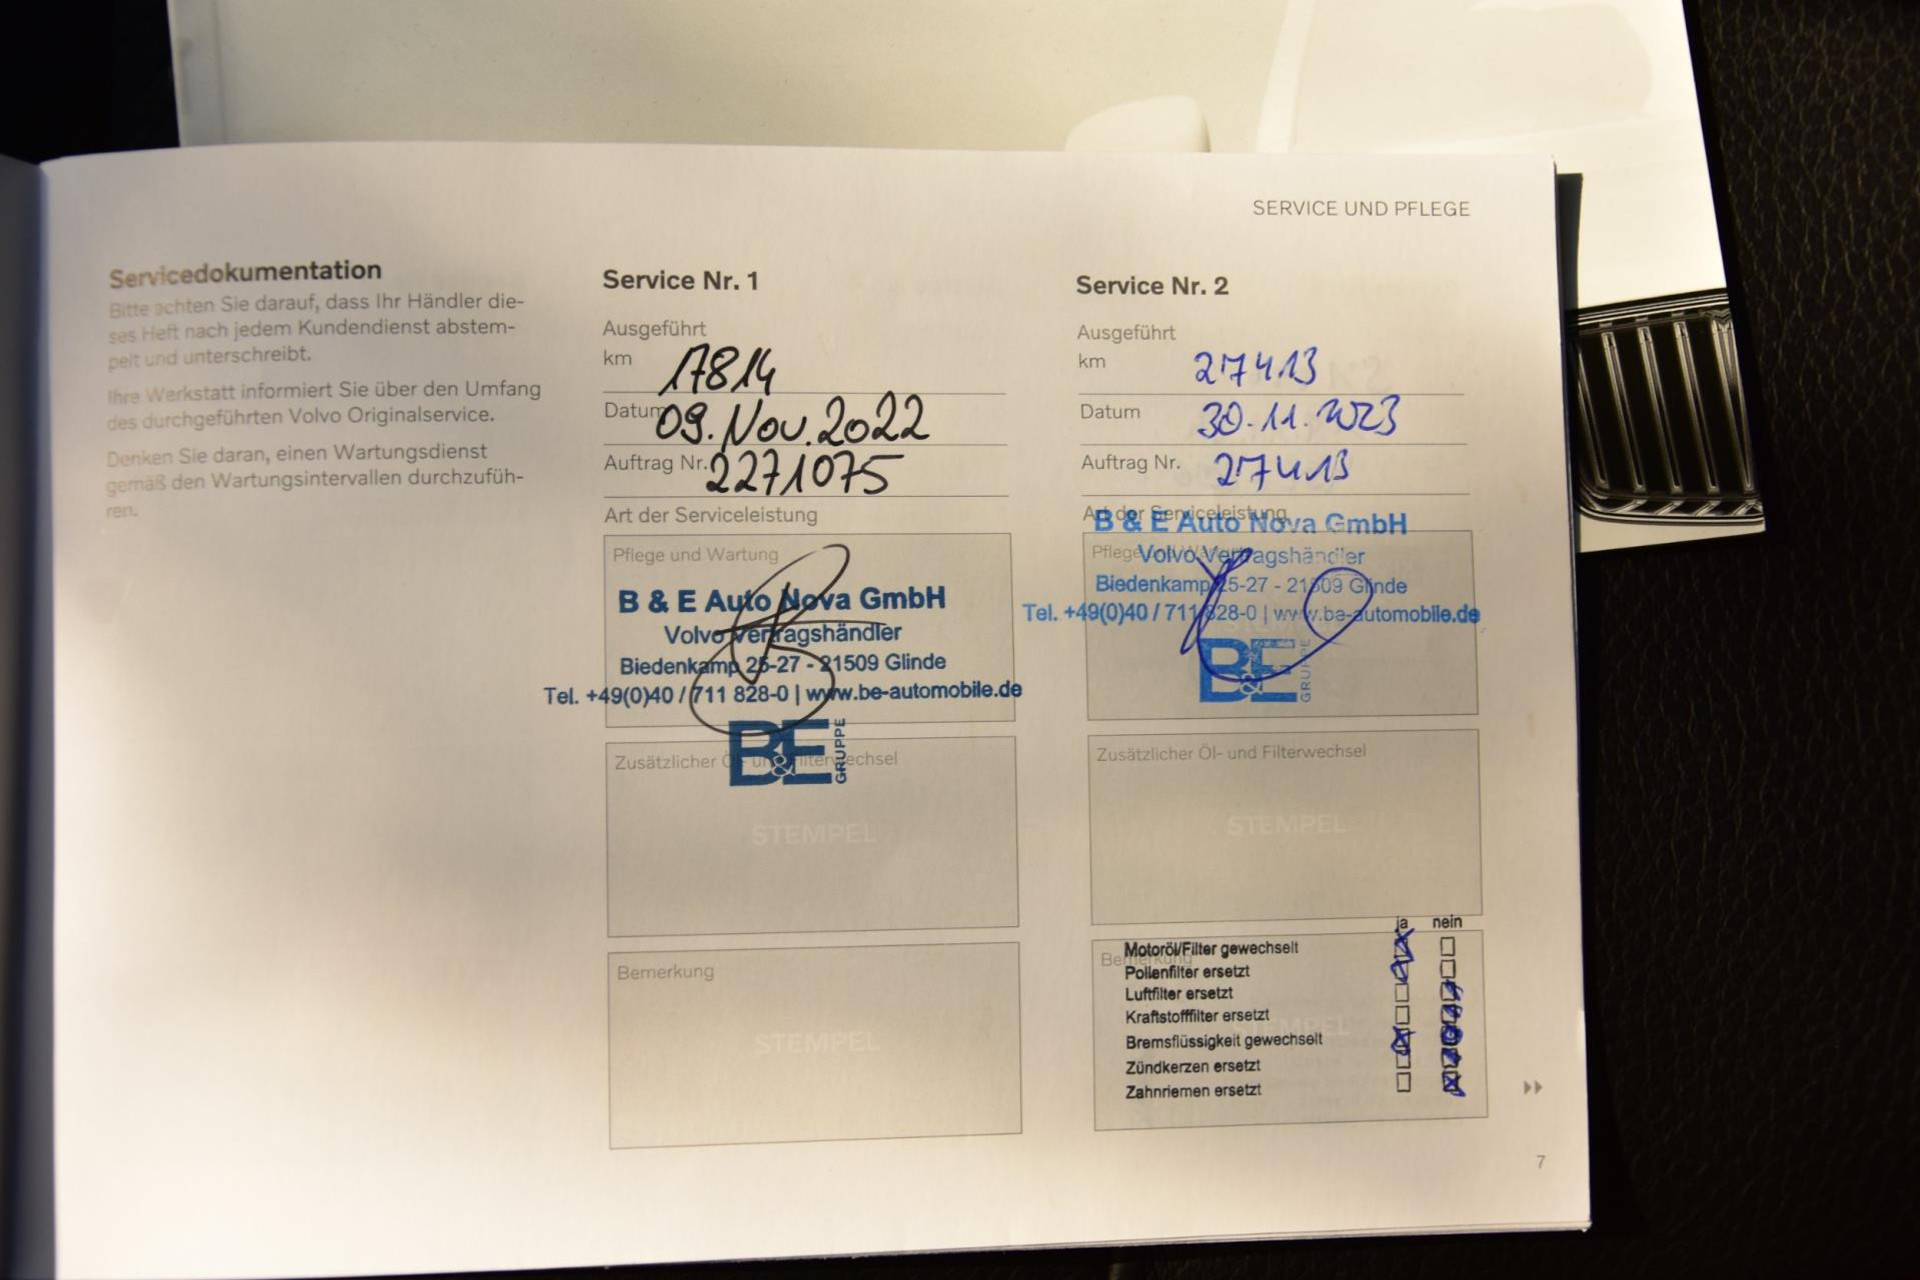 SERVICE UND PFLEGE
Servicedokumentation
Bitte achten Sie darauf, dass Ihr Händler die-
ses Heft nach jedem Kundendienst abstem-
pelt und unterschreibt.
Ihre Werkstatt informiert Sie über den Umfang
des durchgeführten Volvo Originalservice.
Denken Sie daran, einen Wartungsdienst
gemäß den Wartungsintervallen durchzufüh-
ren.
Service Nr. 1
Ausgeführt
km 17814
Datum 09. Nov. 2022
Auftrag Nr. 2271075
Art der Serviceleistung
Pflege und Wartung
B & E Auto Nova GmbH
Volvo Vertragshändler
Biedenkamp 25-27 - 21509 Glinde
Tel. +49(0)40 / 711 828-0 | www.be-automobile.de
B&E GRUPPE
Zusätzlicher Öl- und Filterwechsel
STEMPEL
Bemerkung
STEMPEL
Service Nr. 2
Ausgeführt
km 27413
Datum 30.11.2023
Auftrag Nr. 27413
Art der Serviceleistung
B & E Auto Nova GmbH
Pflege und Wartung
Volvo Vertragshändler
Biedenkamp 25-27 - 21509 Glinde
Tel. +49(0)40 / 711 828-0 | www.be-automobile.de
B&E GRUPPE
Zusätzlicher Öl- und Filterwechsel
STEMPEL
ja nein
Bemerkung
Motoröl/Filter gewechselt
Pollenfilter ersetzt
Luftfilter ersetzt
Kraftstofffilter ersetzt
STEMPEL
Bremsflüssigkeit gewechselt
Zündkerzen ersetzt
Zahnriemen ersetzt
7